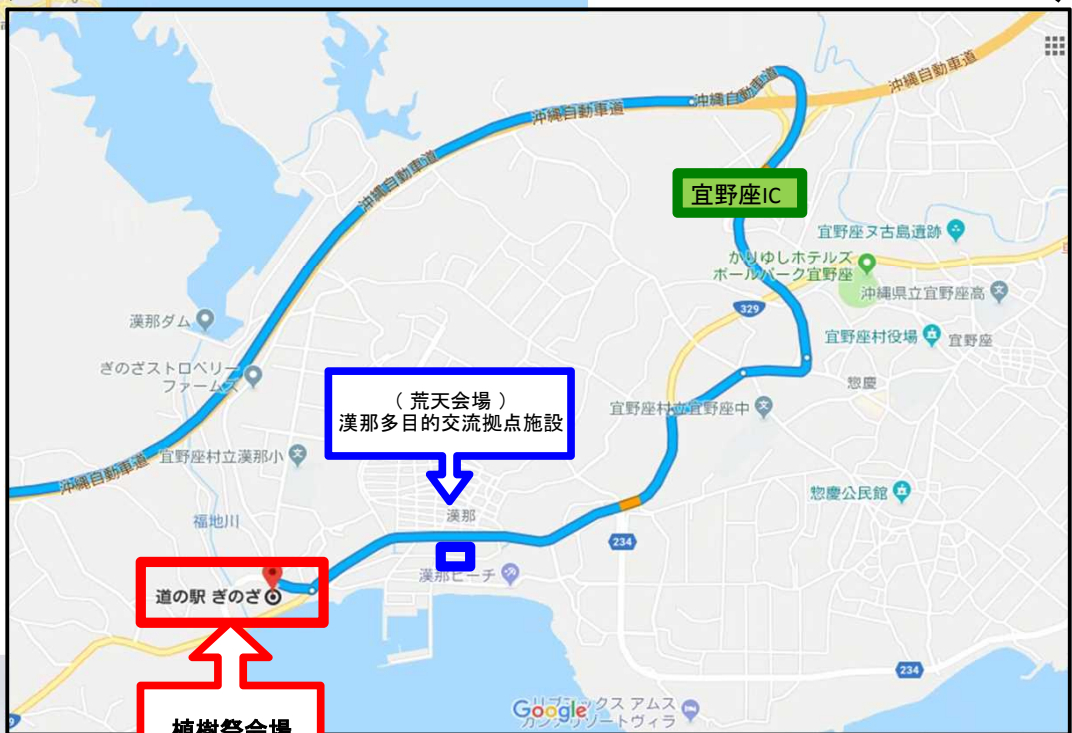 沖縄自動車道
沖縄自動車道
沖縄自動車道
沖縄自動車道
沖縄自動車道
宜野座IC
宜野座ヌ古島遺跡
かりゆしホテルズ
ボールパーク宜野座
沖縄県立宜野座高
329
漢那ダム
宜野座村役場
宜野座
ぎのざストロベリー
ファームズ
惣慶
（ 荒天会場 ）
漢那多目的交流拠点施設
宜野座村立宜野座中
宜野座村立漢那小
惣慶公民館
漢那
福地川
234
漢那ビーチ
道の駅 ぎのざ
234
植樹祭会場
Google